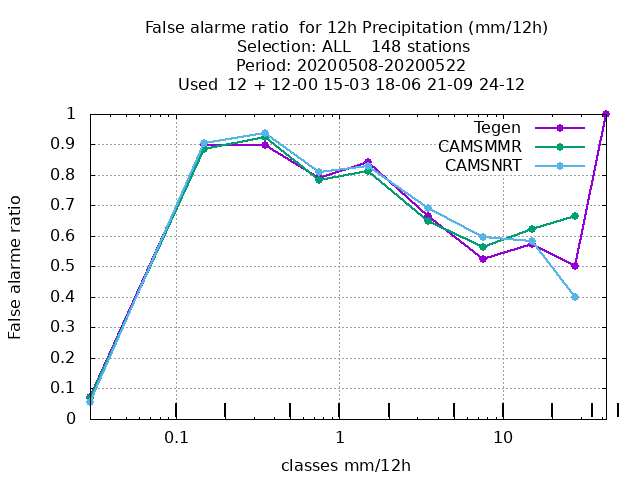 False alarme ratio  for 12h Precipitation (mm/12h)
Selection: ALL    148 stations
Period: 20200508-20200522
Used  12 + 12-00 15-03 18-06 21-09 24-12
Tegen
CAMSMMR
CAMSNRT
1
0.9
0.8
0.7
0.6
0.5
0.4
0.3
0.2
0.1
0
False alarme ratio
0.1
1
10
classes mm/12h